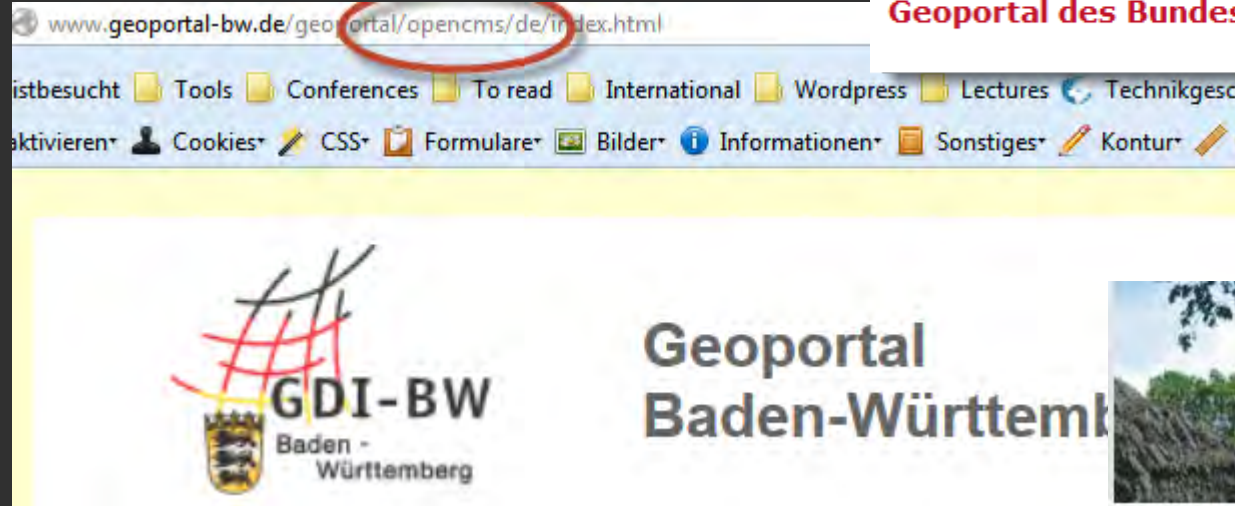 www.geoportal-bw.de/geoportal/opencms/de/index.html
Geoportal des Bundes
istbesucht Tools Conferences To read International Wordpress Lectures Technikgesc
aktivieren Cookies CSS Formulare Bilder Informationen Sonstiges Kontur
GDI-BW
Baden-
Württemberg
Geoportal
Baden-Württemb